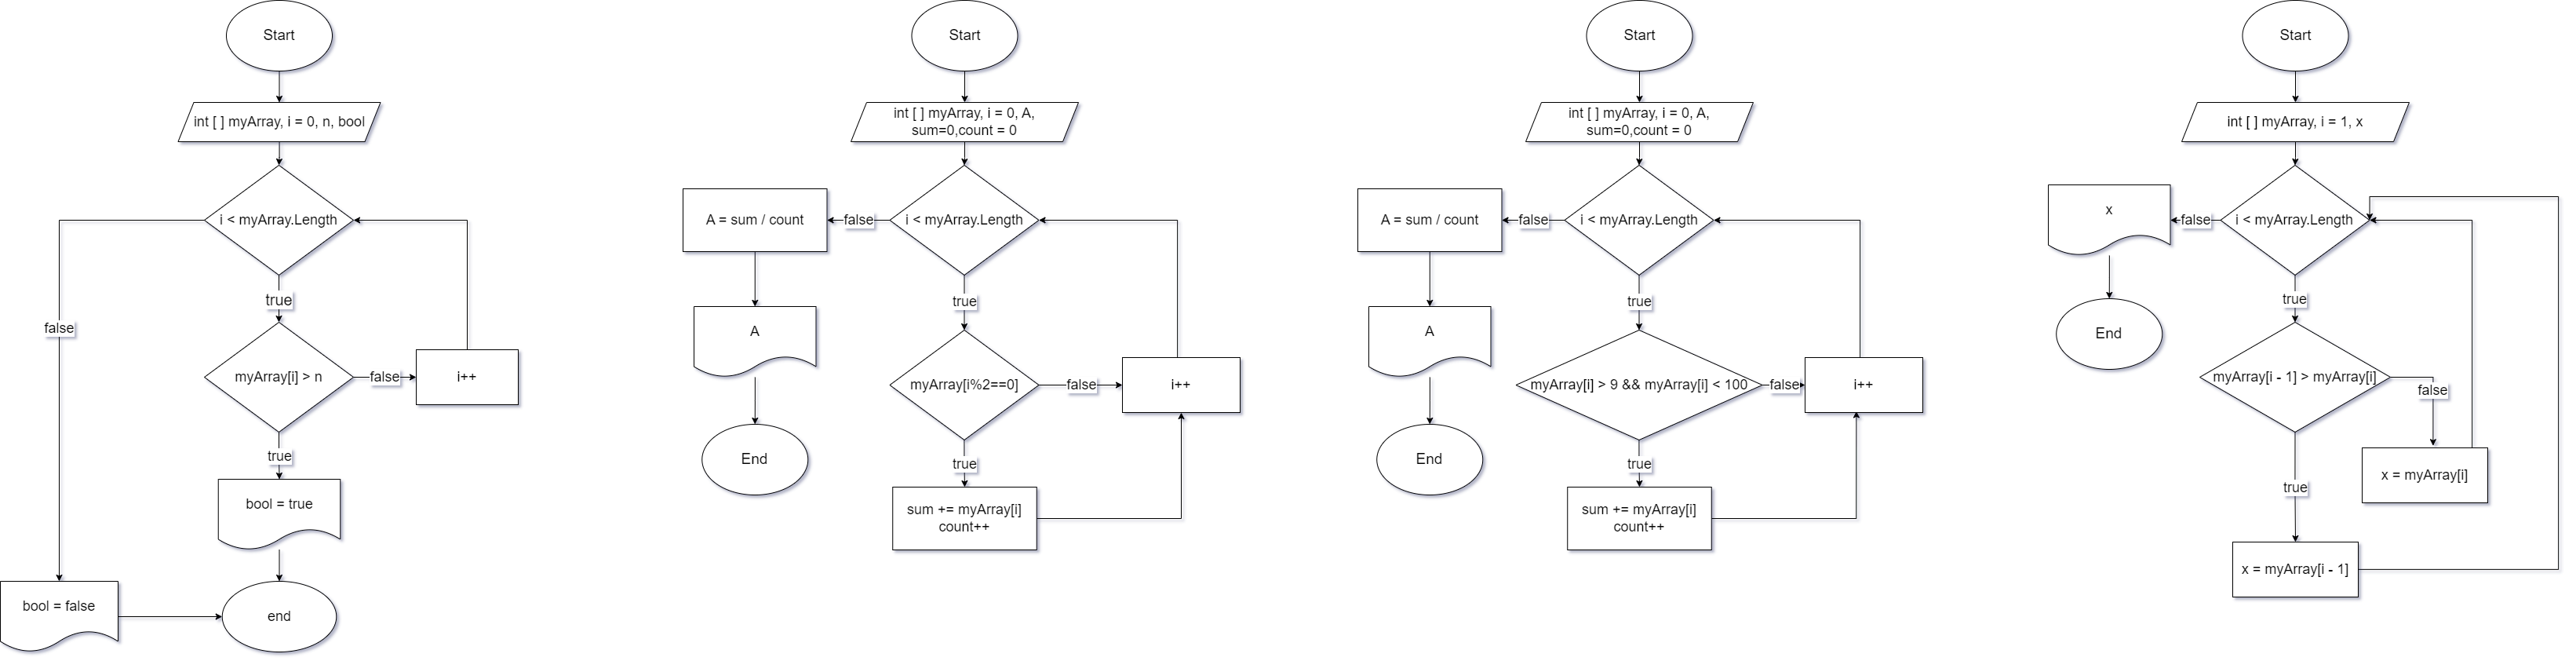 Start
int [ ] myArray, i = 0, n, bool
i < myArray.Length
false
true
myArray[i] > n
false
i++
true
bool = true
bool = false
end
Start
int [ ] myArray, i = 0, A,
sum=0,count = 0
i < myArray.Length
false
A = sum / count
A
End
true
myArray[i%2==0]
false
i++
true
sum += myArray[i]
count++
Start
int [ ] myArray, i = 0, A,
sum=0,count = 0
i < myArray.Length
false
A = sum / count
A
End
true
myArray[i] > 9 && myArray[i] < 100
false
i++
true
sum += myArray[i]
count++
Start
int [ ] myArray, i = 1, x
i < myArray.Length
false
x
End
true
myArray[i - 1] > myArray[i]
false
x = myArray[i]
true
x = myArray[i - 1]